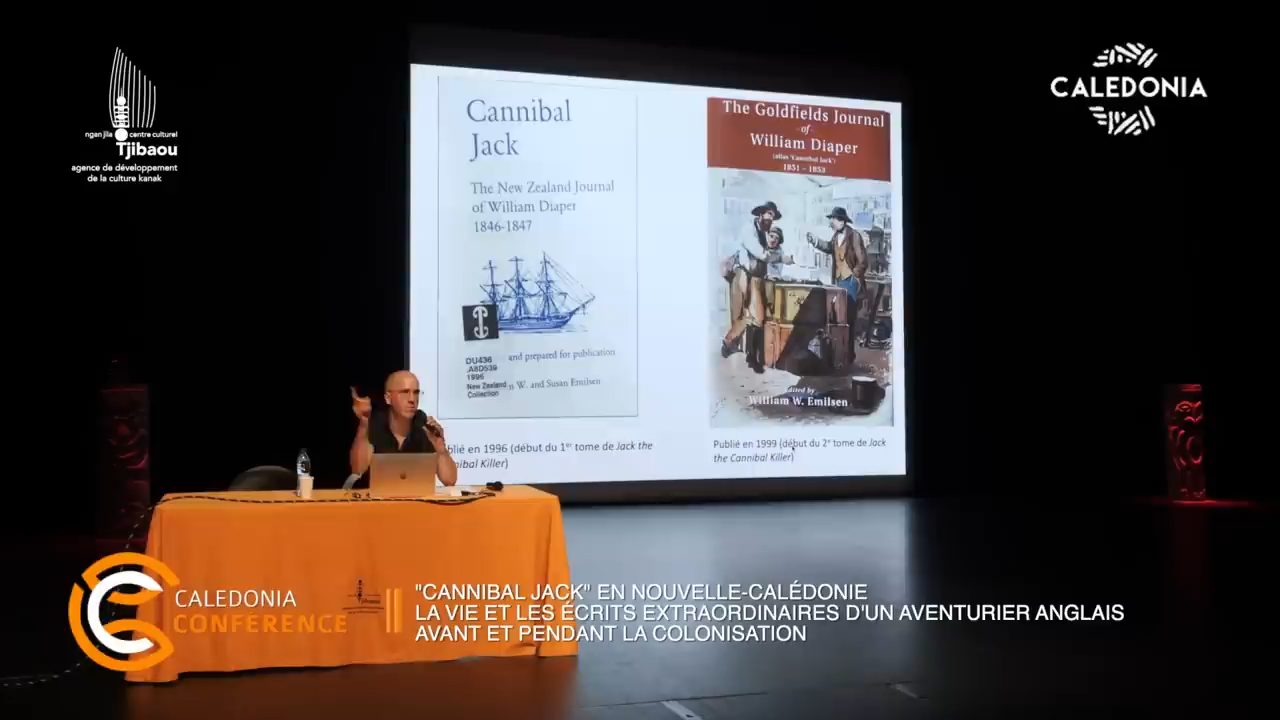 ngan jila centre culturel
Tjibaou
agence de développement
de la culture kanak
CALEDONIA
Cannibal
Jack
The New Zealand Journal
of William Diaper
1846-1847
DU436
.A8D539
1996
New Zealand
Collection
and prepared for publication
n W. and Susan Emilsen
blié en 1996 (début du 1er tome de Jack the
nibal Killer)
The Goldfields Journal
of
William Diaper
(alias 'Cannibal Jack')
1851 – 1853
Edited by
William W. Emilsen
Publié en 1999 (début du 2e tome de Jack
the Cannibal Killer)
CALEDONIA
CONFERENCE
"CANNIBAL JACK" EN NOUVELLE-CALÉDONIE
LA VIE ET LES ÉCRITS EXTRAORDINAIRES D'UN AVENTURIER ANGLAIS
AVANT ET PENDANT LA COLONISATION